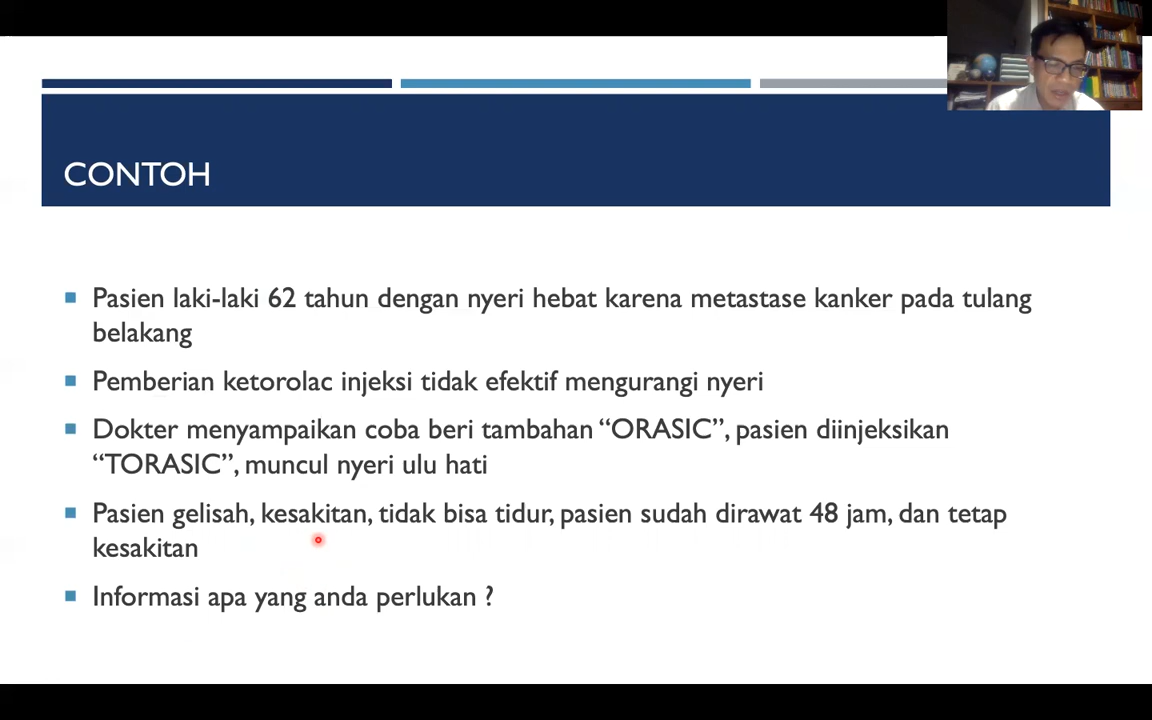 CONTOH
Pasien laki-laki 62 tahun dengan nyeri hebat karena metastase kanker pada tulang
belakang
Pemberian ketorolac injeksi tidak efektif mengurangi nyeri
Dokter menyampaikan coba beri tambahan “ORASIC”, pasien diinjeksikan
“TORASIC”, muncul nyeri ulu hati
Pasien gelisah, kesakitan, tidak bisa tidur, pasien sudah dirawat 48 jam, dan tetap
kesakitan
Informasi apa yang anda perlukan ?